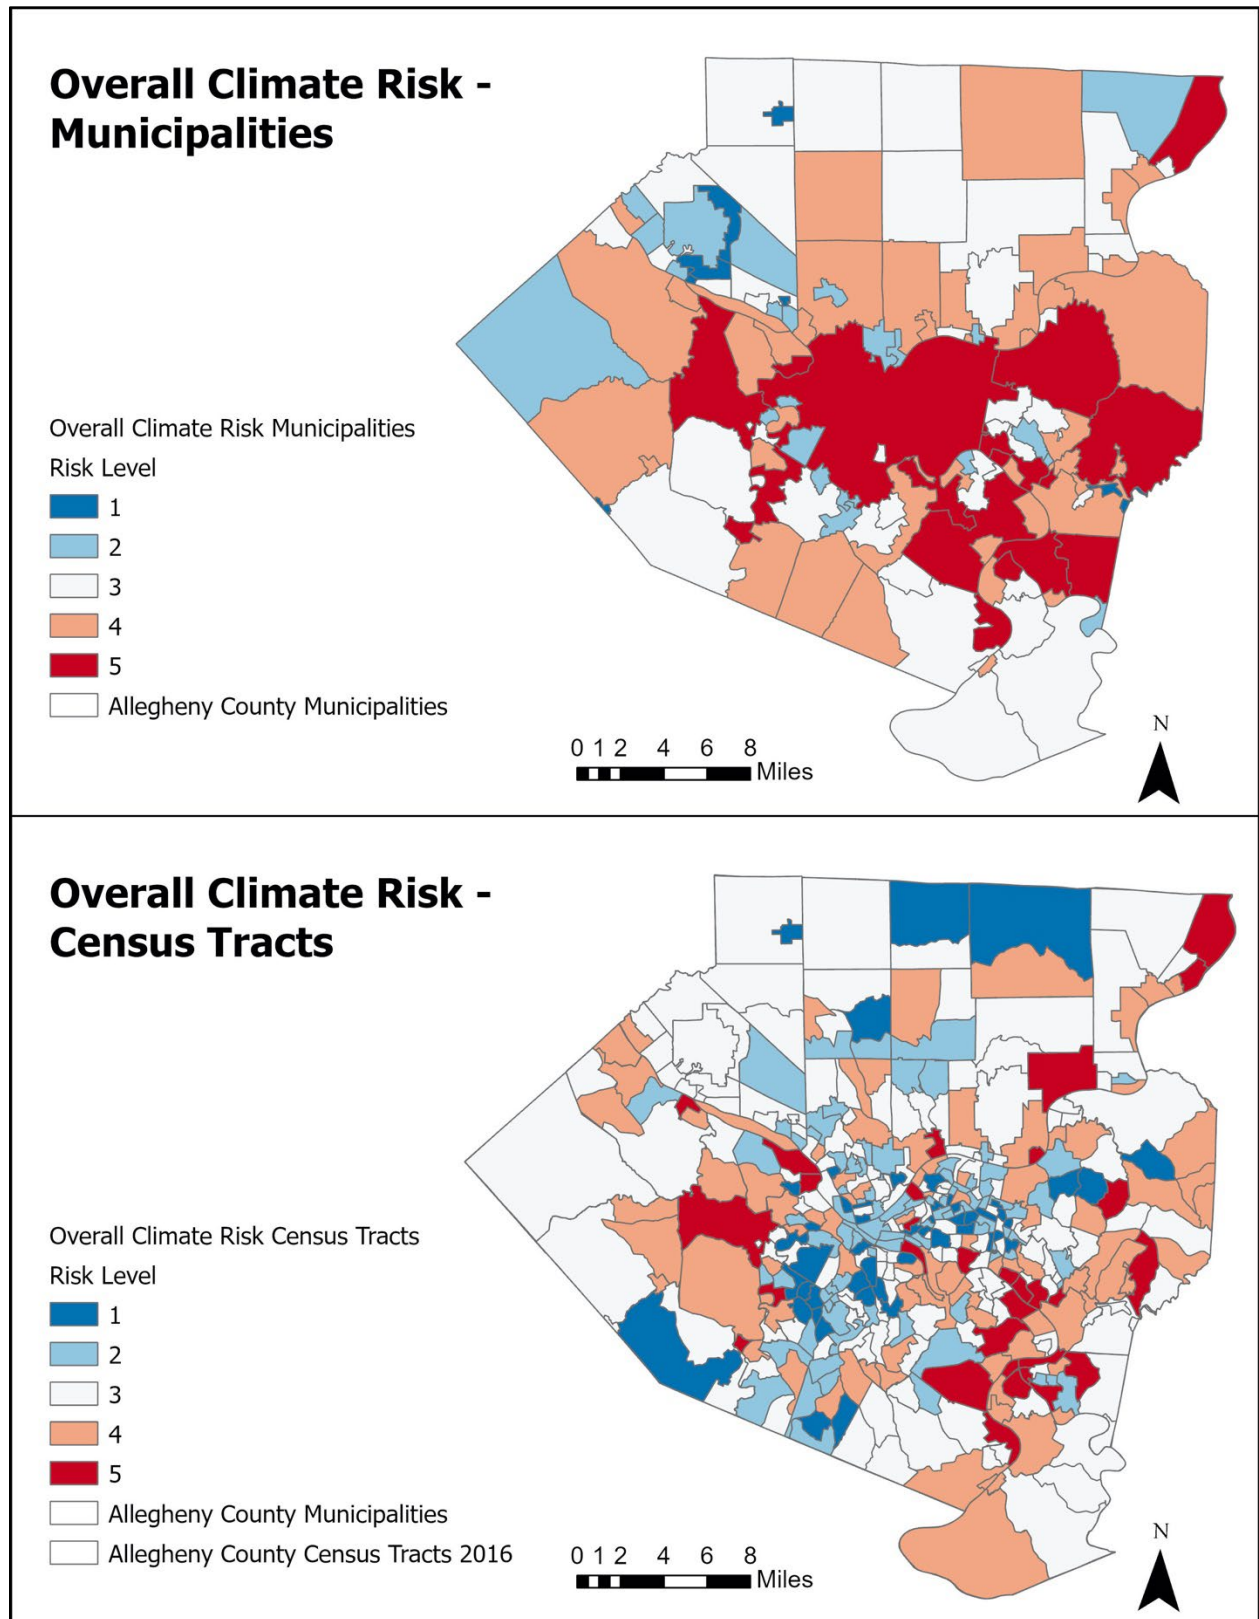 Overall Climate Risk -
Municipalities
Overall Climate Risk Municipalities
Risk Level
1
2
3
4
5
Allegheny County Municipalities
0 1 2 4 6 8
Miles
N
Overall Climate Risk -
Census Tracts
Overall Climate Risk Census Tracts
Risk Level
1
2
3
4
5
Allegheny County Municipalities
Allegheny County Census Tracts 2016
0 1 2 4 6 8
Miles
N